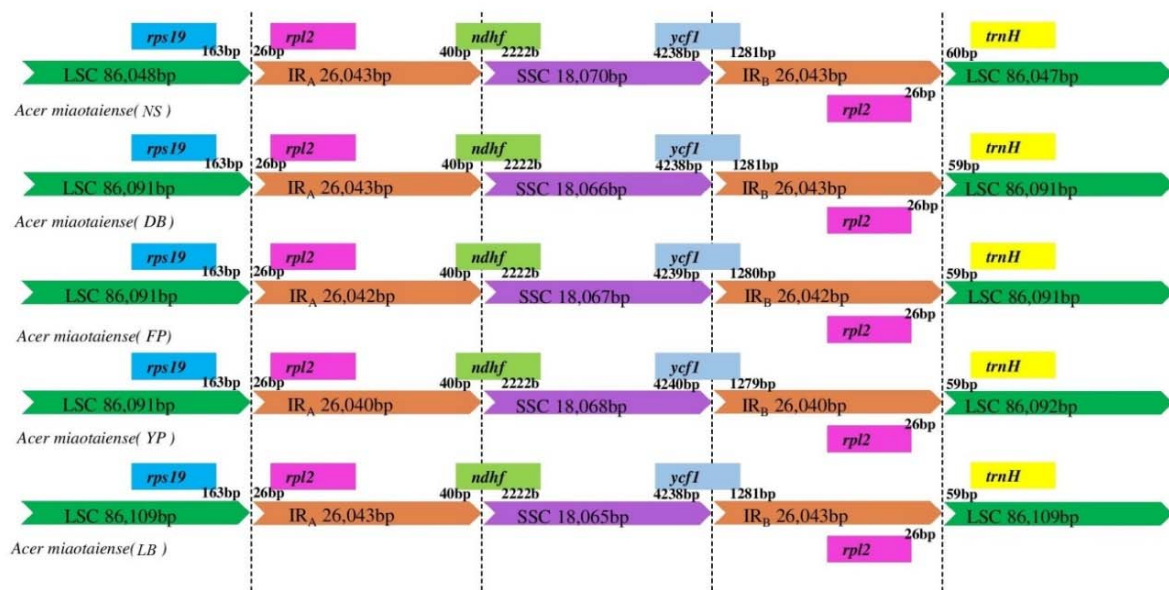 rps19 rpl2 ndhf ycf1 trnH
163bp 26bp 40bp 2222bp 4238bp 1281bp 60bp
LSC 86,048bp IRA 26,043bp SSC 18,070bp IRB 26,043bp LSC 86,047bp
26bp
Acer miaotaiense( NS ) rpl2
rps19 rpl2 ndhf ycf1 trnH
163bp 26bp 40bp 2222b 4238bp 1281bp 59bp
LSC 86,091bp IRA 26,043bp SSC 18,066bp IRB 26,043bp LSC 86,091bp
26bp
Acer miaotaiense( DB ) rpl2
rps19 rpl2 ndhf ycf1 trnH
163bp 26bp 40bp 2222b 4239bp 1280bp 59bp
LSC 86,091bp IRA 26,042bp SSC 18,067bp IRB 26,042bp LSC 86,091bp
26bp
Acer miaotaiense( FP) rpl2
rps19 rpl2 ndhf ycf1 trnH
163bp 26bp 40bp 2222b 4240bp 1279bp 59bp
LSC 86,091bp IRA 26,040bp SSC 18,068bp IRB 26,040bp LSC 86,092bp
26bp
Acer miaotaiense( YP ) rpl2
rps19 rpl2 ndhf ycf1 trnH
163bp 26bp 40bp 2222b 4238bp 1281bp 59bp
LSC 86,109bp IRA 26,043bp SSC 18,065bp IRB 26,043bp LSC 86,109bp
26bp
Acer miaotaiense( LB ) rpl2